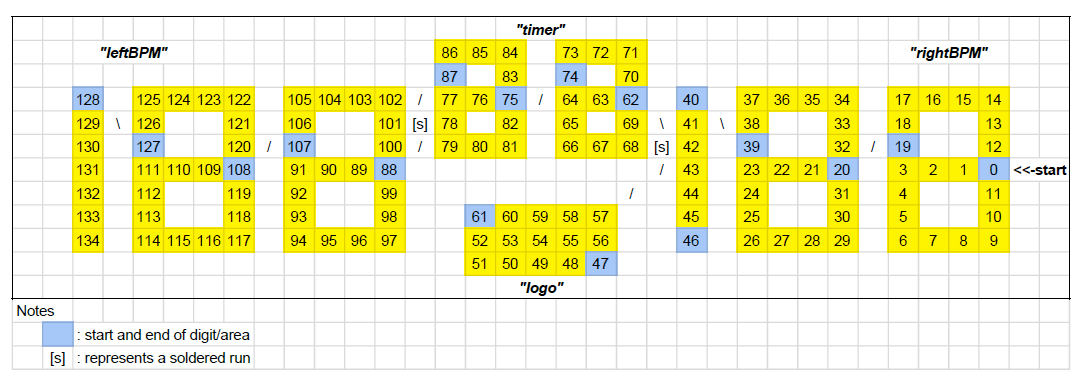 "timer"
"leftBPM" 86 85 84 73 72 71 "rightBPM"
87 83 74 70
128 125 124 123 122 105 104 103 102 / 77 76 75 / 64 63 62 40 37 36 35 34 17 16 15 14
129 \ 126 121 106 101 [s] 78 82 65 69 \ 41 \ 38 33 18 13
130 127 120 / 107 100 / 79 80 81 66 67 68 [s] 42 39 32 / 19 12
131 111 110 109 108 91 90 89 88 / 43 23 22 21 20 3 2 1 0 <<-start
132 112 119 92 99 / 44 24 31 4 11
133 113 118 93 98 61 60 59 58 57 45 25 30 5 10
134 114 115 116 117 94 95 96 97 52 53 54 55 56 46 26 27 28 29 6 7 8 9
51 50 49 48 47
"logo"
Notes
: start and end of digit/area
[s] : represents a soldered run